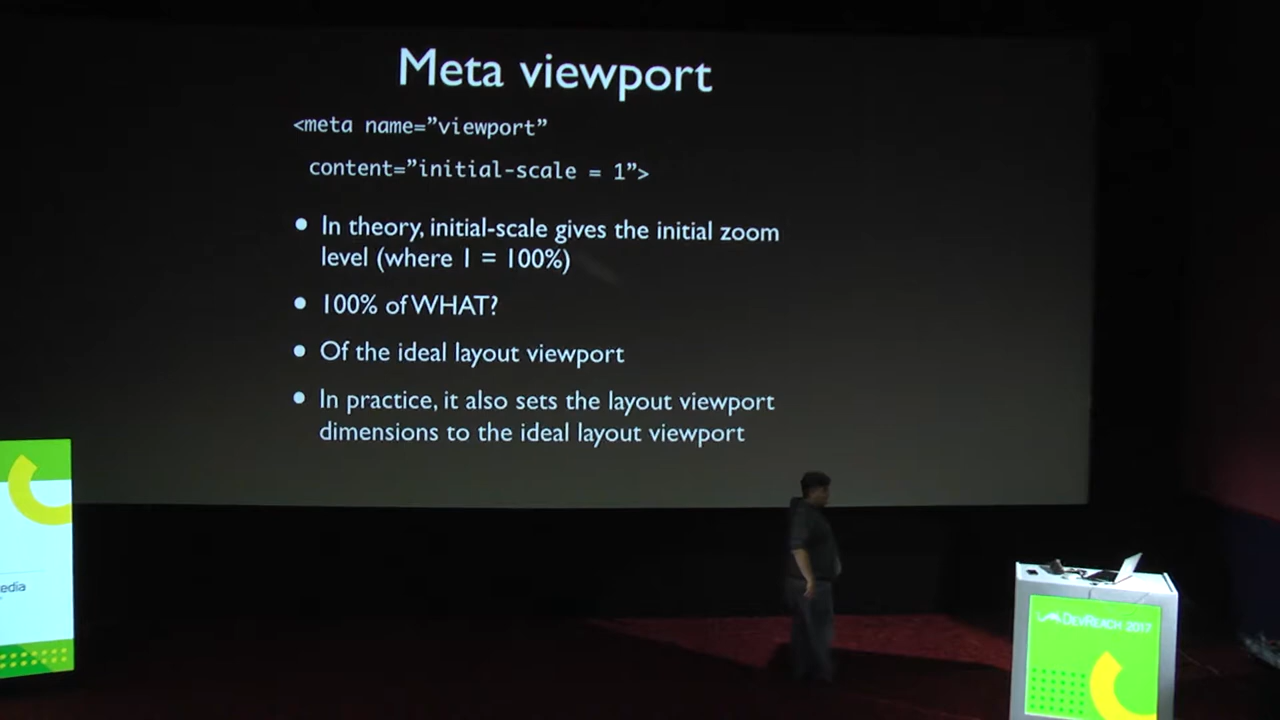 Meta viewport
<meta name=”viewport”
content=”initial-scale = 1”>
• In theory, initial-scale gives the initial zoom
level (where 1 = 100%)
• 100% of WHAT?
• Of the ideal layout viewport
• In practice, it also sets the layout viewport
dimensions to the ideal layout viewport
edia
DEVREACH 2017